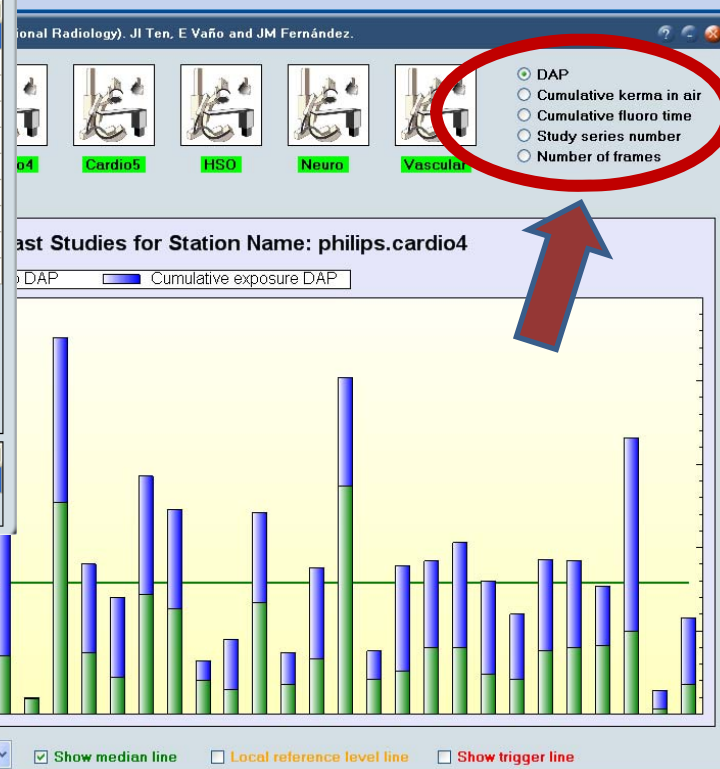 ional Radiology). JI Ten, E Vaño and JM Fernández.
DAP
Cumulative kerma in air
Cumulative fluoro time
Study series number
Number of frames
o4 Cardio5 HSO Neuro Vascular
ast Studies for Station Name: philips.cardio4
DAP Cumulative exposure DAP
Show median line Local reference level line Show trigger line